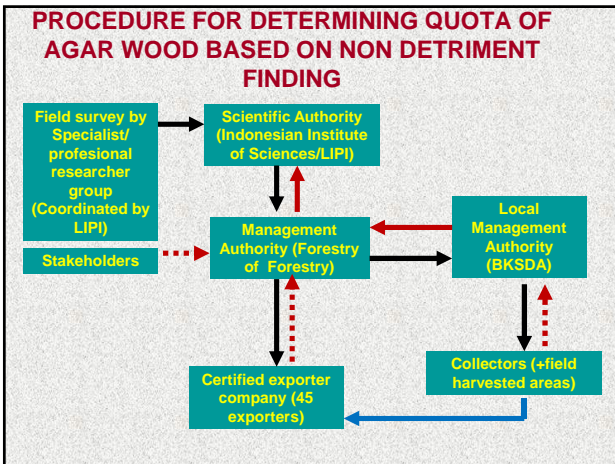 PROCEDURE FOR DETERMINING QUOTA OF
AGAR WOOD BASED ON NON DETRIMENT
FINDING
Field survey by
Specialist/
profesional
researcher
group
(Coordinated by
LIPI)
Scientific Authority
(Indonesian Institute
of Sciences/LIPI)
Stakeholders
Management
Authority (Forestry
of Forestry)
Local
Management
Authority
(BKSDA)
Certified exporter
company (45
exporters)
Collectors (+field
harvested areas)